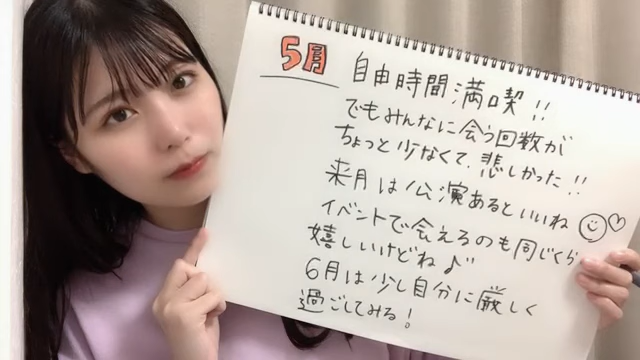 5月
自由時間満喫!!
でもみんなに会う回数が
ちょっと少なくて、悲しかった!!
来月は公演あるといいね
イベントで会えるのも同じくら
嬉しいけどね♪
6月は少し自分に厳しく
過ごしてみる!